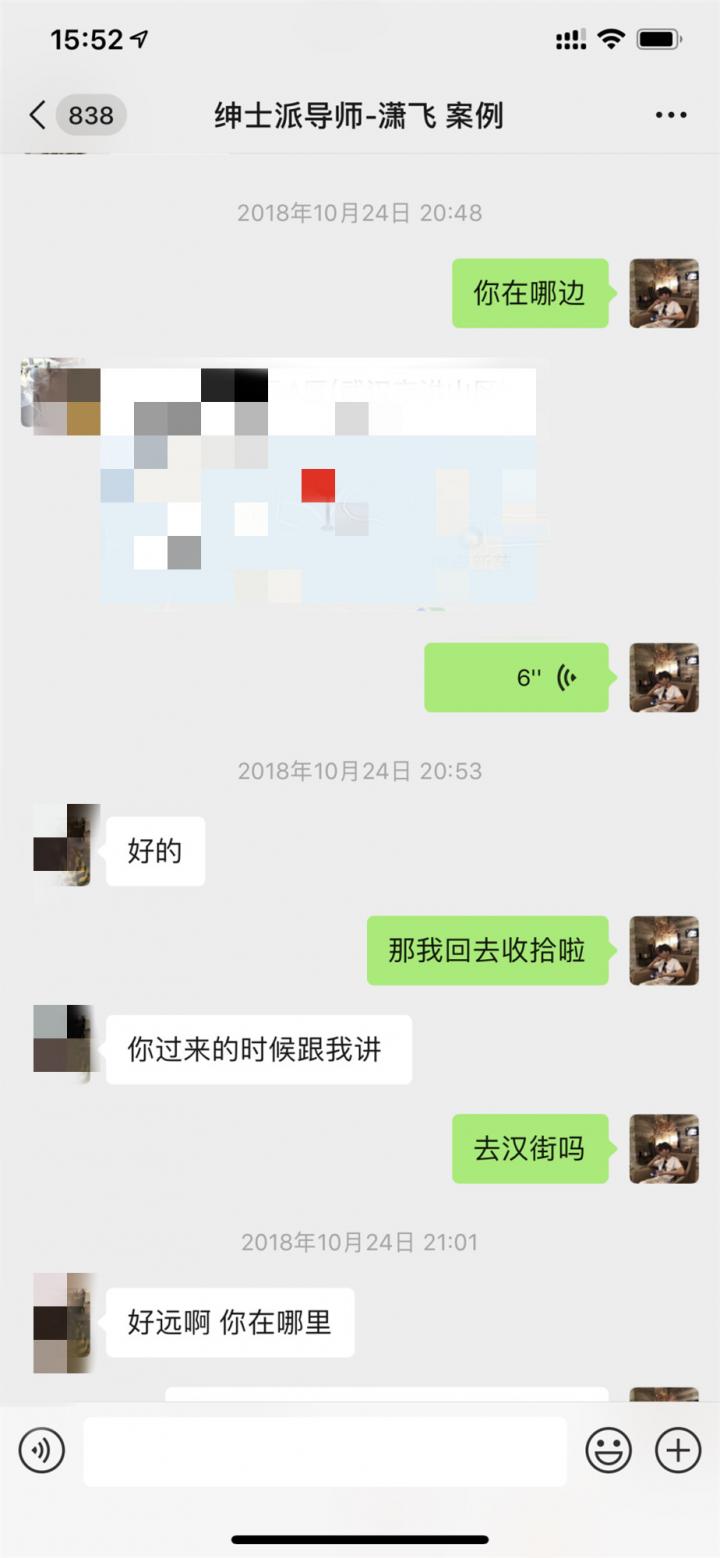 15:52
838
绅士派导师-潇飞 案例
2018年10月24日 20:48
你在哪边
6''
2018年10月24日 20:53
好的
那我回去收拾啦
你过来的时候跟我讲
去汉街吗
2018年10月24日 21:01
好远啊 你在哪里